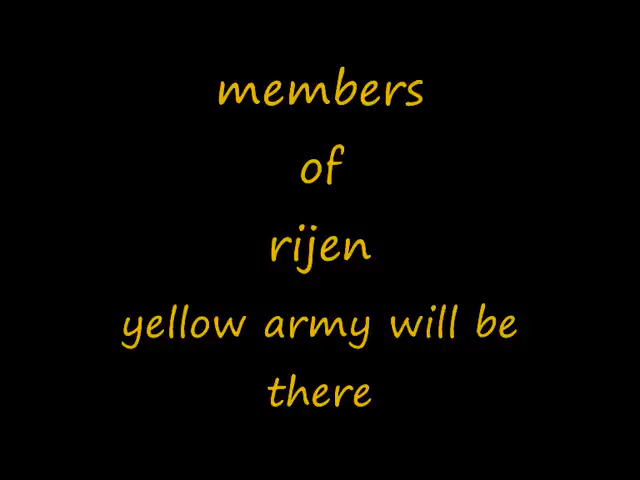 members
of
rijen
yellow army will be
there